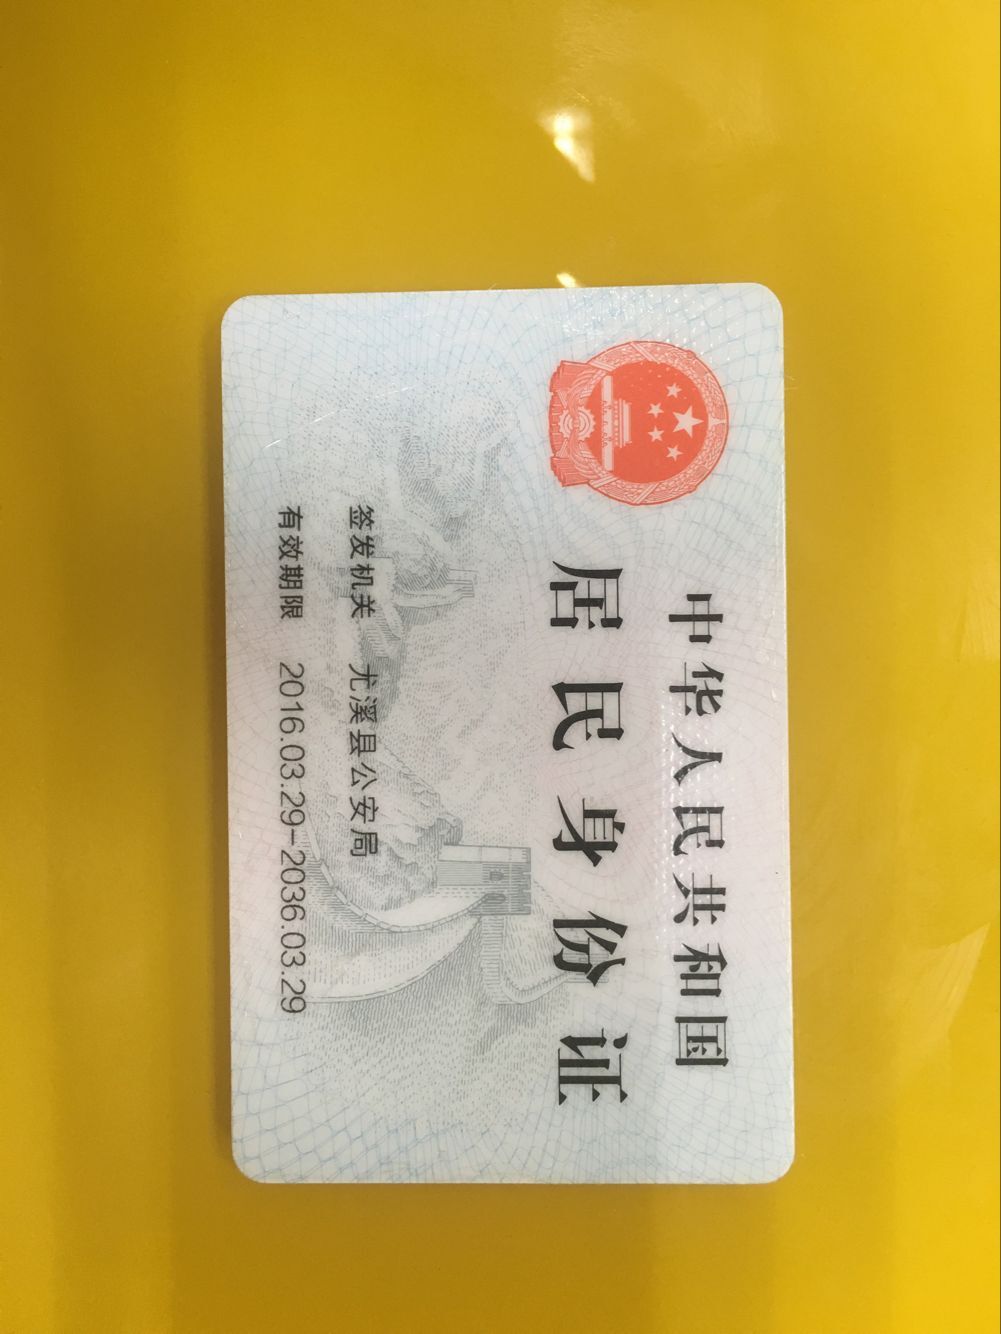 中华人民共和国
居民身份证
签发机关 尤溪县公安局
有效期限 2016.03.29-2036.03.29